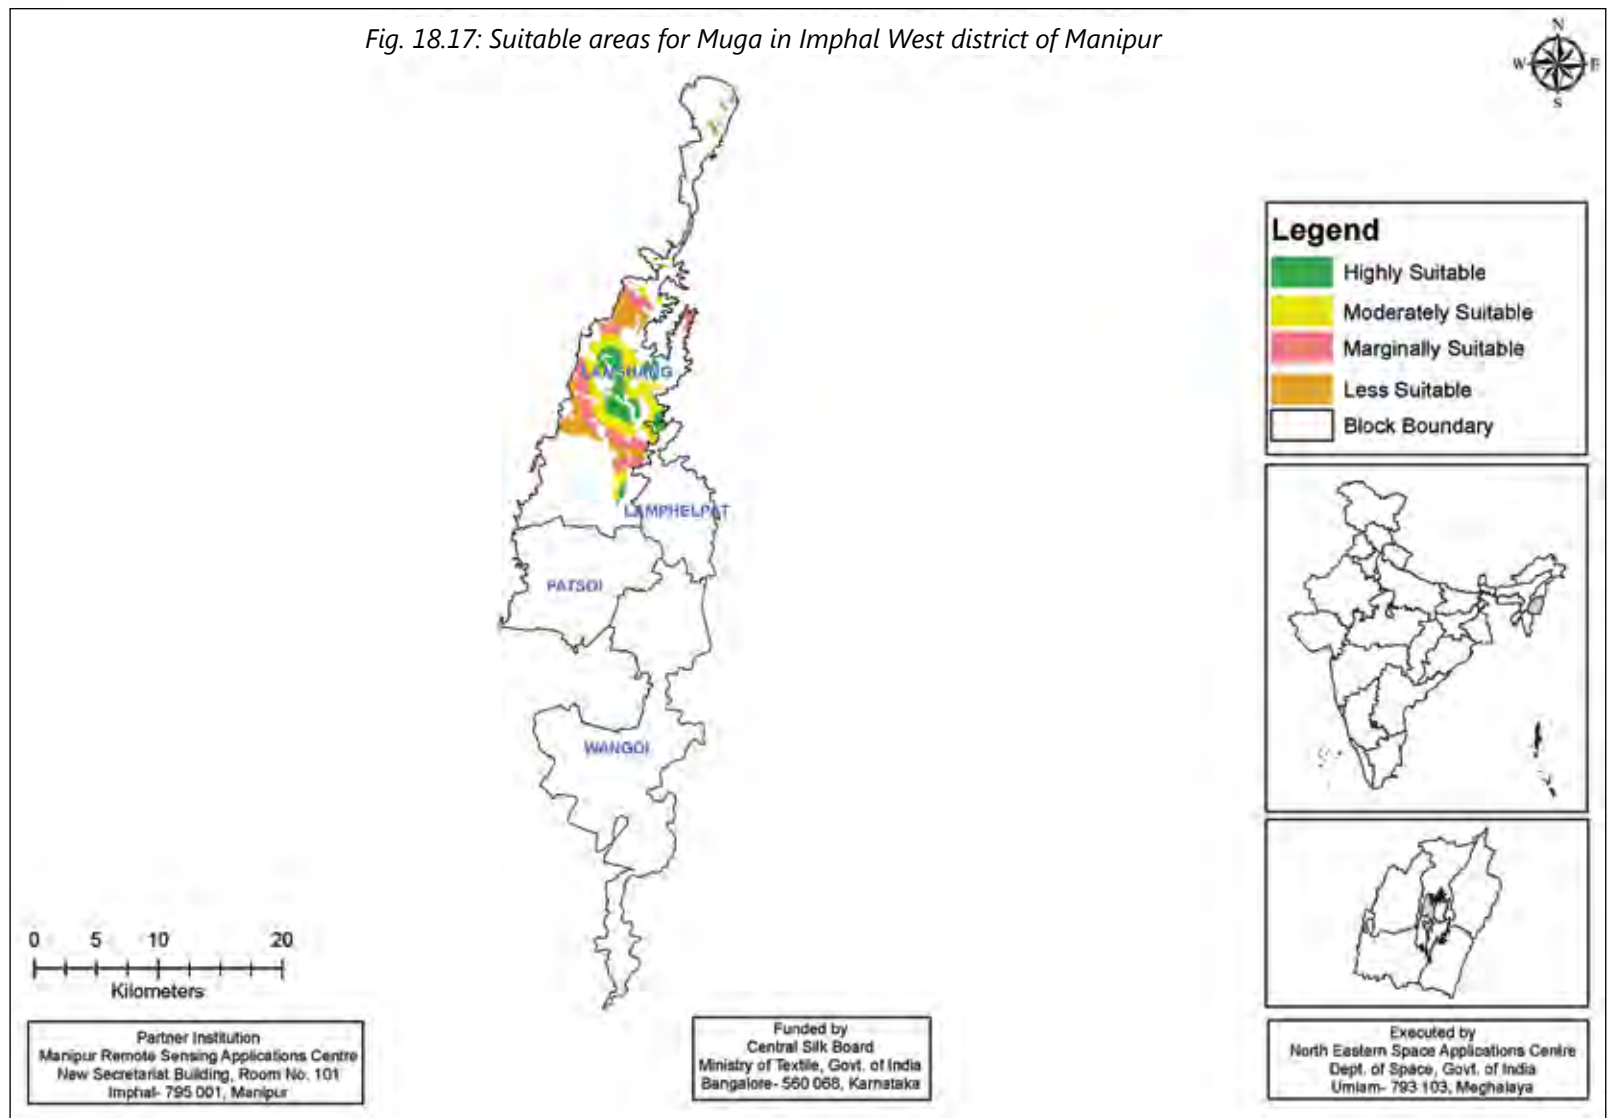 Fig. 18.17: Suitable areas for Muga in Imphal West district of Manipur
N
W
E
S
Legend
Highly Suitable
Moderately Suitable
Marginally Suitable
Less Suitable
Block Boundary
LAMSHANG
LAMPHELPAT
PATSOI
WANGOI
0 5 10 20
Kilometers
Partner Institution
Manipur Remote Sensing Applications Centre
New Secretariat Building, Room No. 101
Imphal- 795 001, Manipur
Funded by
Central Silk Board
Ministry of Textile, Govt. of India
Bangalore- 560 068, Karnataka
Executed by
North Eastern Space Applications Centre
Dept. of Space, Govt. of India
Umiam- 793 103, Meghalaya